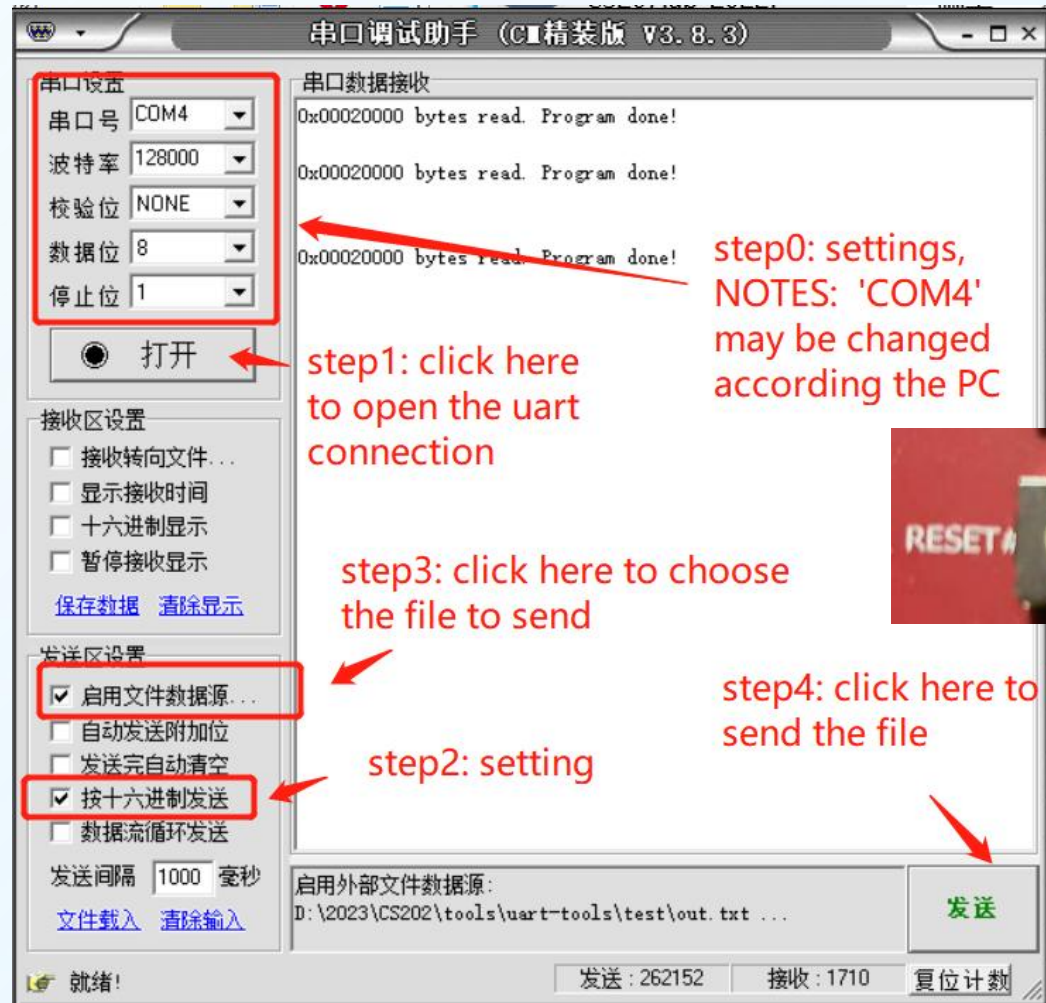 串口调试助手 (CM精装版 V3.8.3)
串口设置
串口号 COM4
波特率 128000
校验位 NONE
数据位 8
停止位 1
打开
接收区设置
接收转向文件...
显示接收时间
十六进制显示
暂停接收显示
保存数据 清除显示
发送区设置
启用文件数据源...
自动发送附加位
发送完自动清空
按十六进制发送
数据流循环发送
发送间隔 1000 毫秒
文件载入 清除输入
串口数据接收
0x00020000 bytes read. Program done!
0x00020000 bytes read. Program done!
0x00020000 bytes read. Program done!
step0: settings,
NOTES: 'COM4'
may be changed
according the PC
step1: click here
to open the uart
connection
RESET#
step3: click here to choose
the file to send
step4: click here to
send the file
step2: setting
启用外部文件数据源:
D:\2023\CS202\tools\uart-tools\test\out.txt ...
发送
就绪!
发送 : 262152
接收 : 1710
复位计数